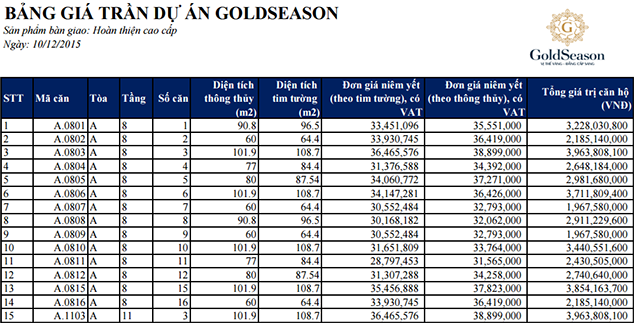 BẢNG GIÁ TRẦN DỰ ÁN GOLDSEASON
Sản phẩm bàn giao: Hoàn thiện cao cấp
Ngày: 10/12/2015
GoldSeason
VỊ THẾ VÀNG - ĐẲNG CẤP SANG
STT Mã căn Tòa Tầng Số căn Diện tích thông thủy (m2) Diện tích tim tường (m2) Đơn giá niêm yết (theo tim tường), có VAT Đơn giá niêm yết (theo thông thủy), có VAT Tổng giá trị căn hộ (VNĐ)
1 A.0801 A 8 1 90.8 96.5 33,451,096 35,551,000 3,228,030,800
2 A.0802 A 8 2 60 64.4 33,930,745 36,419,000 2,185,140,000
3 A.0803 A 8 3 101.9 108.7 36,465,576 38,899,000 3,963,808,100
4 A.0804 A 8 4 77 84.4 31,376,588 34,392,000 2,648,184,000
5 A.0805 A 8 5 80 87.54 34,060,772 37,271,000 2,981,680,000
6 A.0806 A 8 6 101.9 108.7 34,147,281 36,426,000 3,711,809,400
7 A.0807 A 8 7 60 64.4 30,552,484 32,793,000 1,967,580,000
8 A.0808 A 8 8 90.8 96.5 30,168,182 32,062,000 2,911,229,600
9 A.0809 A 8 9 60 64.4 30,552,484 32,793,000 1,967,580,000
10 A.0810 A 8 10 101.9 108.7 31,651,809 33,764,000 3,440,551,600
11 A.0811 A 8 11 77 84.4 28,797,453 31,565,000 2,430,505,000
12 A.0812 A 8 12 80 87.54 31,307,288 34,258,000 2,740,640,000
13 A.0815 A 8 15 101.9 108.7 35,456,888 37,823,000 3,854,163,700
14 A.0816 A 8 16 60 64.4 33,930,745 36,419,000 2,185,140,000
15 A.1103 A 11 3 101.9 108.7 36,465,576 38,899,000 3,963,808,100